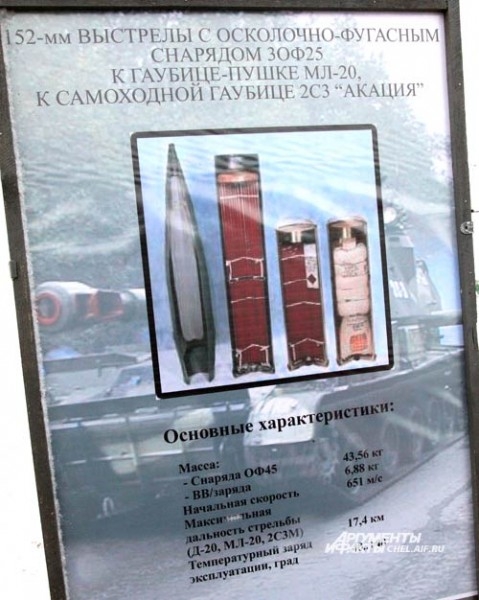 152-мм ВЫСТРЕЛЫ С ОСКОЛОЧНО-ФУГАСНЫМ
СНАРЯДОМ 3ОФ25
К ГАУБИЦЕ-ПУШКЕ МЛ-20,
К САМОХОДНОЙ ГАУБИЦЕ 2С3 “АКАЦИЯ”
Основные характеристики:
Масса:
- Снаряда ОФ45 43,56 кг
- ВВ/заряда 6,88 кг
Начальная скорость 651 м/с
дальность стрельбы
(Д-20, МЛ-20, 2С3М) 17,4 км
Температурный заряд
эксплуатации, град
АРГУМЕНТЫ
И ФАКТЫ CHEL.AIF.RU